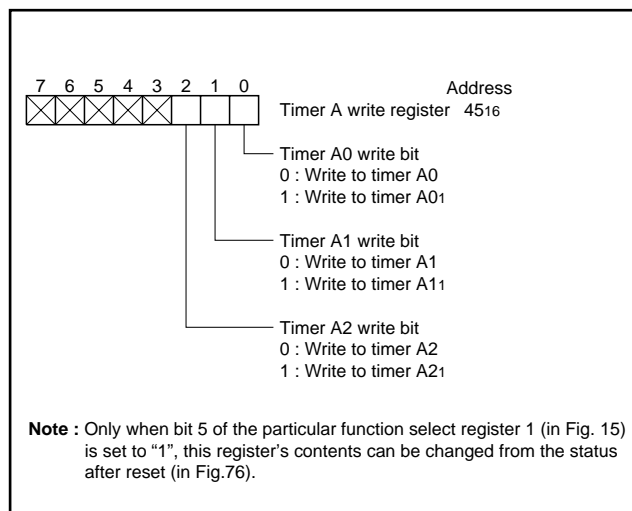 7 6 5 4 3 2 1 0
Address
Timer A write register 4516
Timer A0 write bit
0 : Write to timer A0
1 : Write to timer A01
Timer A1 write bit
0 : Write to timer A1
1 : Write to timer A11
Timer A2 write bit
0 : Write to timer A2
1 : Write to timer A21
Note : Only when bit 5 of the particular function select register 1 (in Fig. 15)
is set to “1”, this register’s contents can be changed from the status
after reset (in Fig.76).